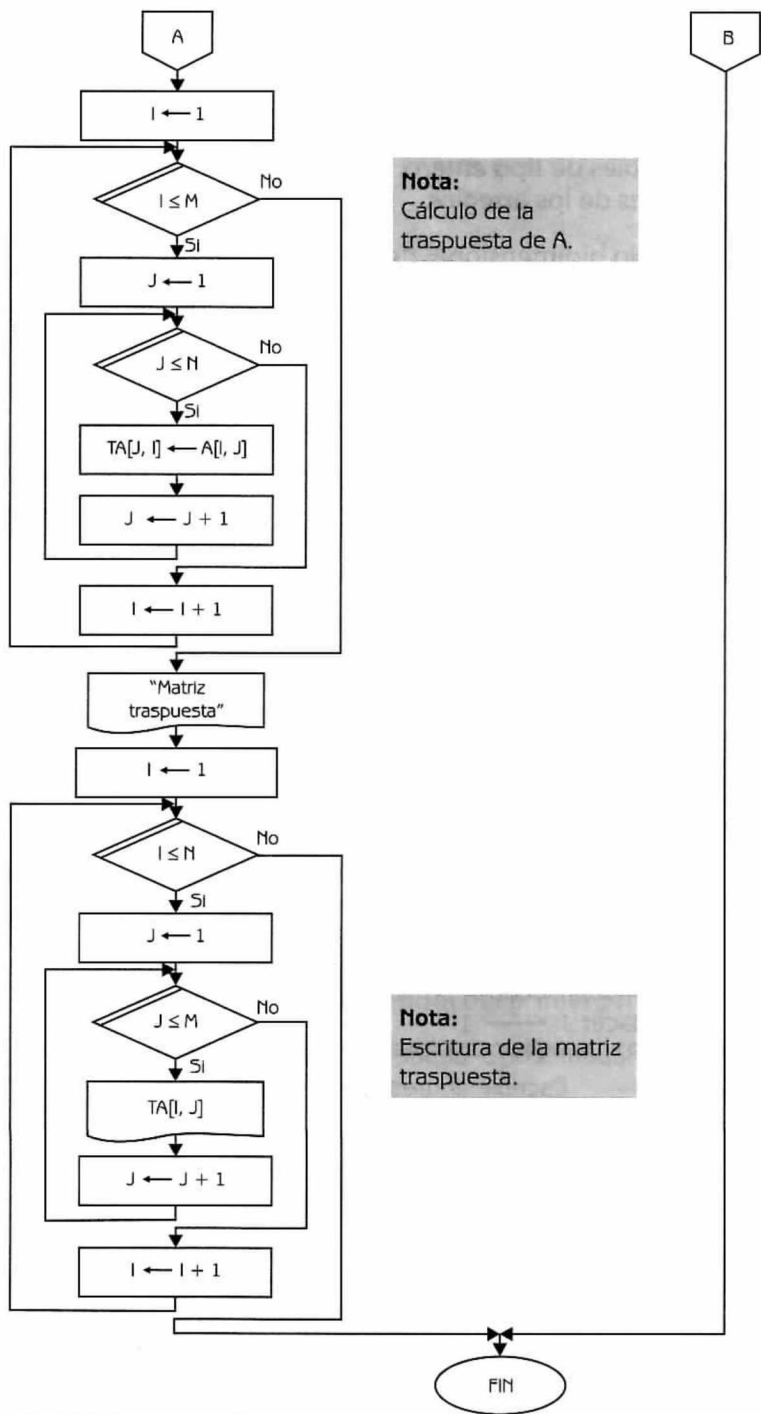 A
B
I ← 1
I ≤ M
No
Si
J ← 1
J ≤ N
No
Si
TA[J, I] ← A[I, J]
J ← J + 1
I ← I + 1
Nota:
Cálculo de la
traspuesta de A.
"Matriz
traspuesta"
I ← 1
I ≤ N
No
Si
J ← 1
J ≤ M
No
Si
TA[I, J]
J ← J + 1
I ← I + 1
Nota:
Escritura de la matriz
traspuesta.
FIN